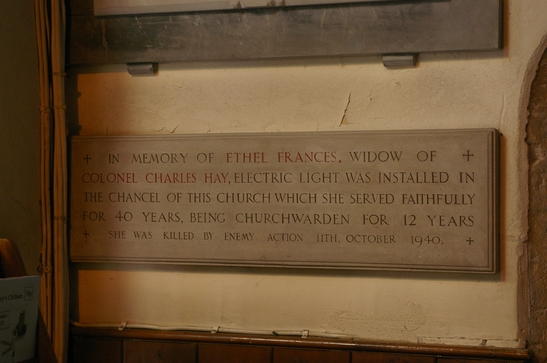 + IN MEMORY OF ETHEL FRANCES, WIDOW OF +
COLONEL CHARLES HAY, ELECTRIC LIGHT WAS INSTALLED IN
THE CHANCEL OF THIS CHURCH WHICH SHE SERVED FAITHFULLY
FOR 40 YEARS, BEING CHURCHWARDEN FOR 12 YEARS
+ SHE WAS KILLED BY ENEMY ACTION 11TH, OCTOBER 1940. +